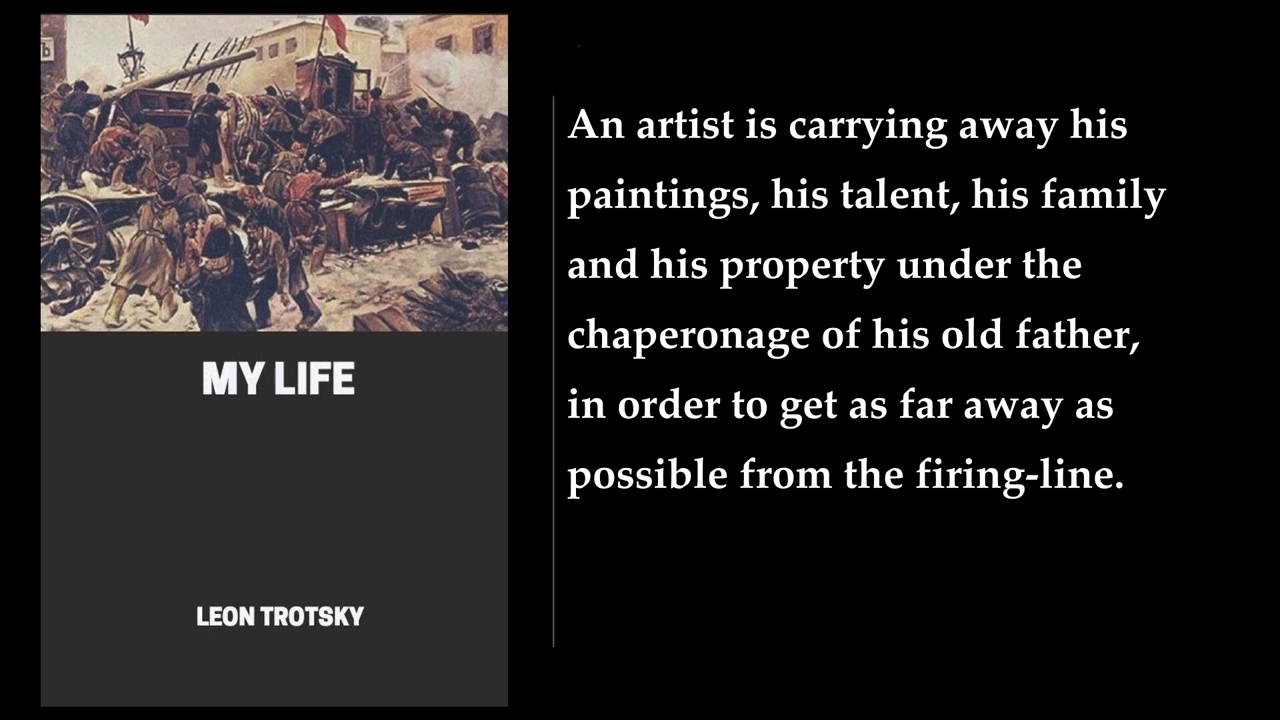 MY LIFE
LEON TROTSKY
An artist is carrying away his
paintings, his talent, his family
and his property under the
chaperonage of his old father,
in order to get as far away as
possible from the firing-line.